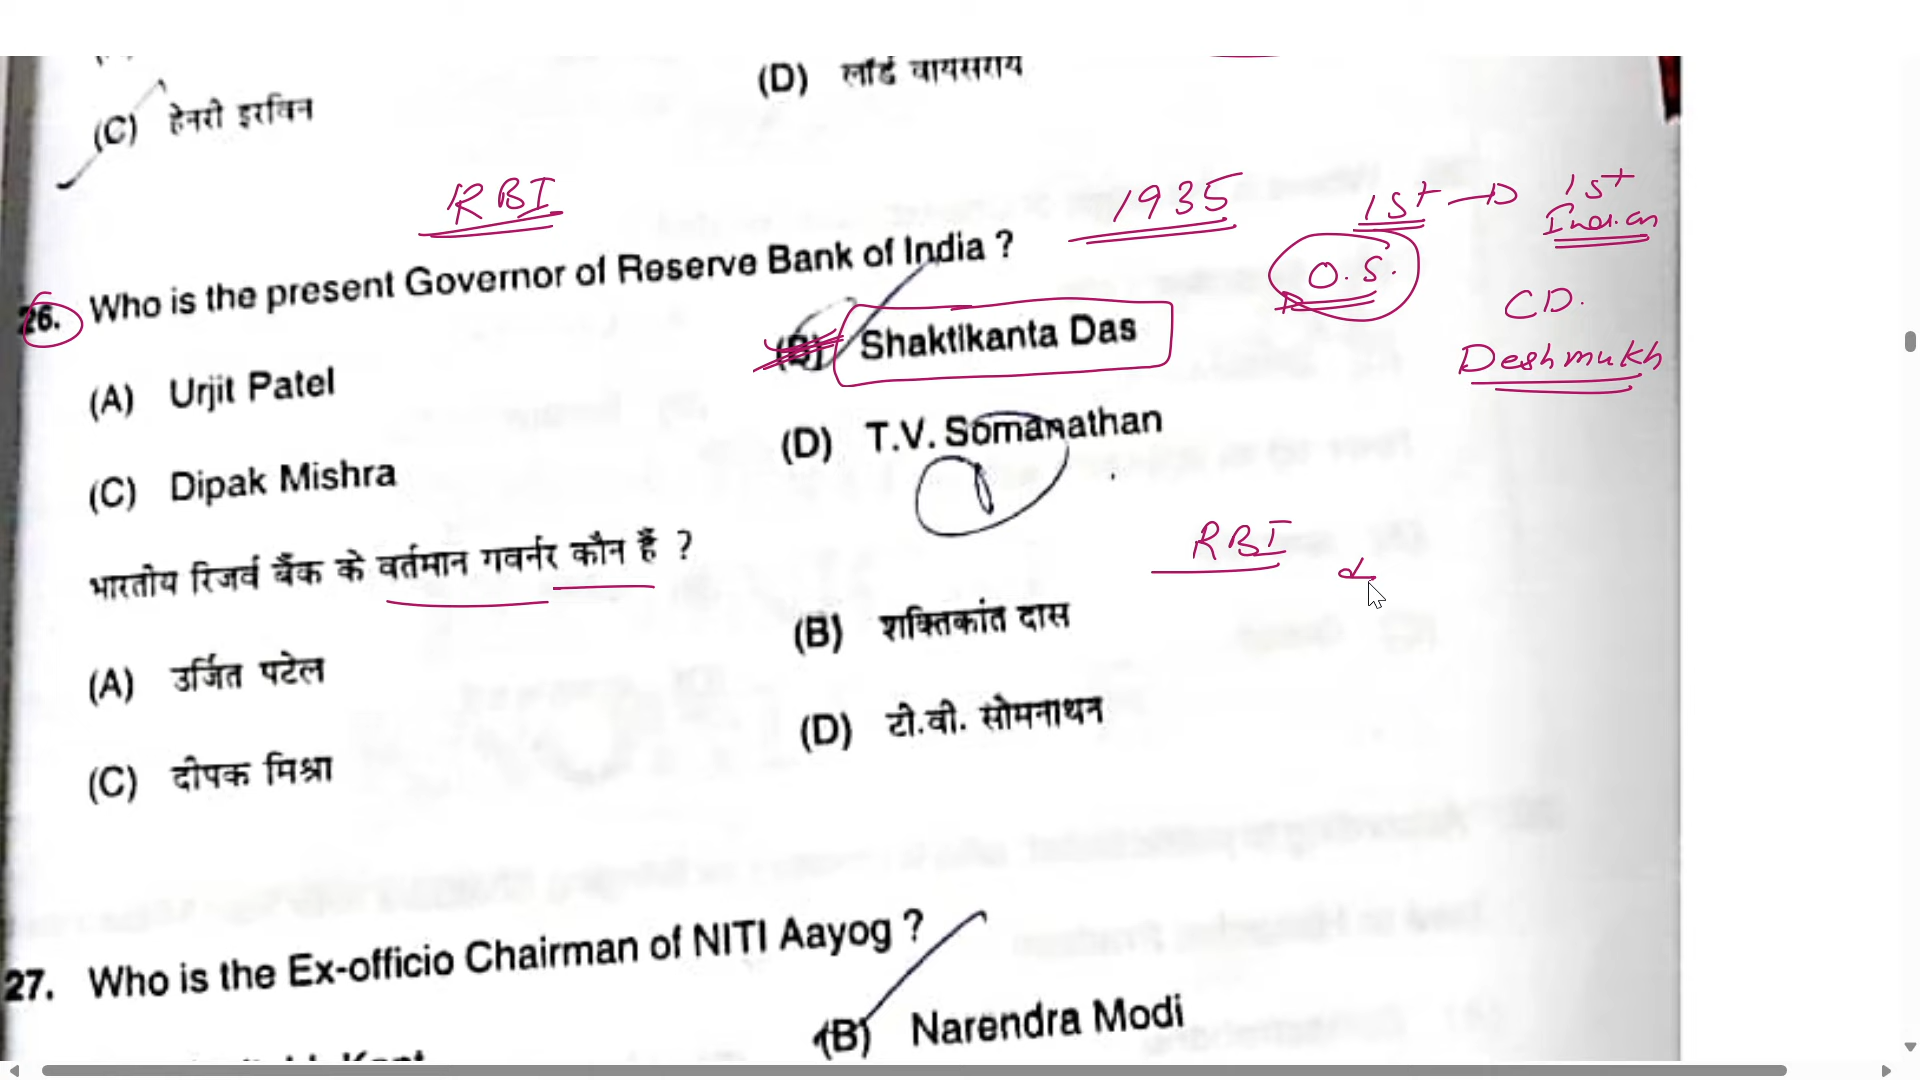 (D) लॉर्ड वायसराय
(C) हेनरी इरविन
RBI
1935
1st → 1st
Indian
O.S.
CD.
Deshmukh
26. Who is the present Governor of Reserve Bank of India ?
(A) Urjit Patel
(B) Shaktikanta Das
(C) Dipak Mishra
(D) T.V. Somanathan
RBI
भारतीय रिजर्व बैंक के वर्तमान गवर्नर कौन हैं ?
(A) उर्जित पटेल
(B) शक्तिकांत दास
(C) दीपक मिश्रा
(D) टी.वी. सोमनाथन
27. Who is the Ex-officio Chairman of NITI Aayog ?
(B) Narendra Modi